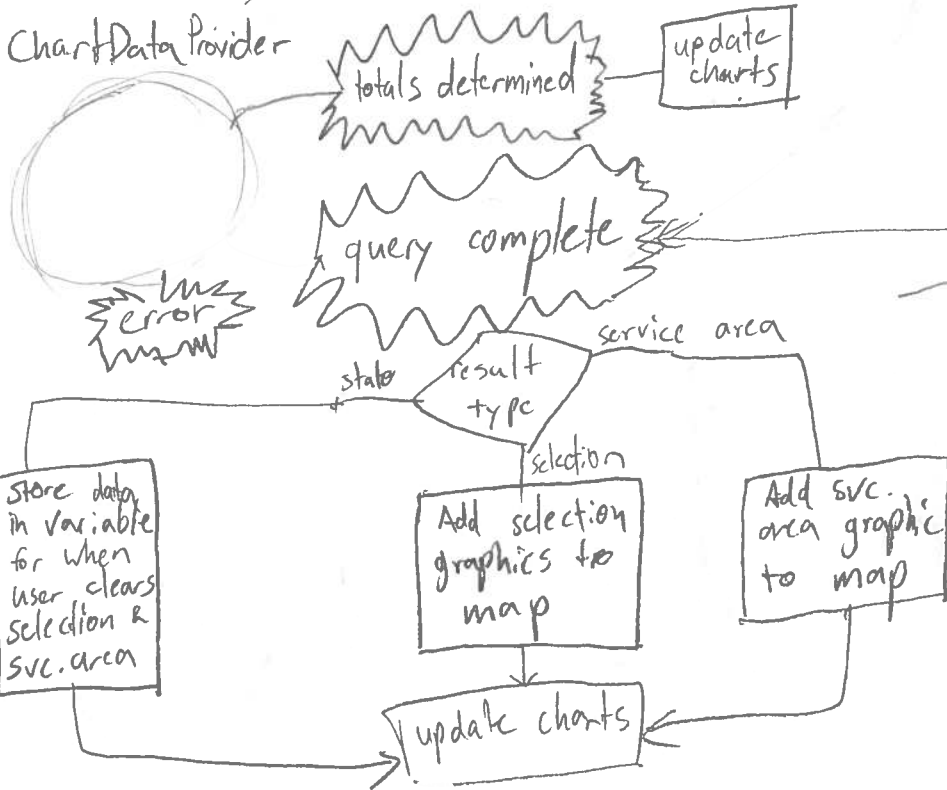 ChartDataProvider
totals determined
update
charts
query complete
error
service area
state
result
type
selection
Store data
in variable
for when
user clears
selection &
svc. area
Add selection
graphics to
map
Add svc.
area graphic
to map
update charts